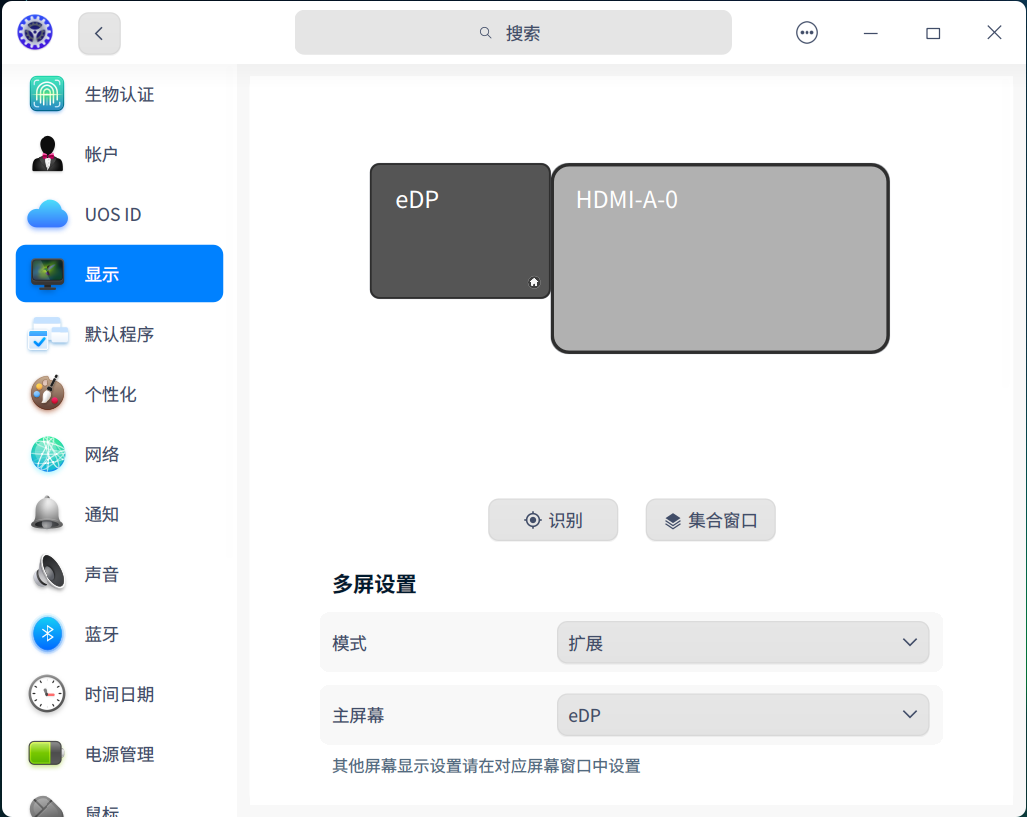 搜索
生物认证
帐户
UOS ID
显示
默认程序
个性化
网络
通知
声音
蓝牙
时间日期
电源管理
鼠标
eDP
HDMI-A-0
识别
集合窗口
多屏设置
模式
扩展
主屏幕
eDP
其他屏幕显示设置请在对应屏幕窗口中设置